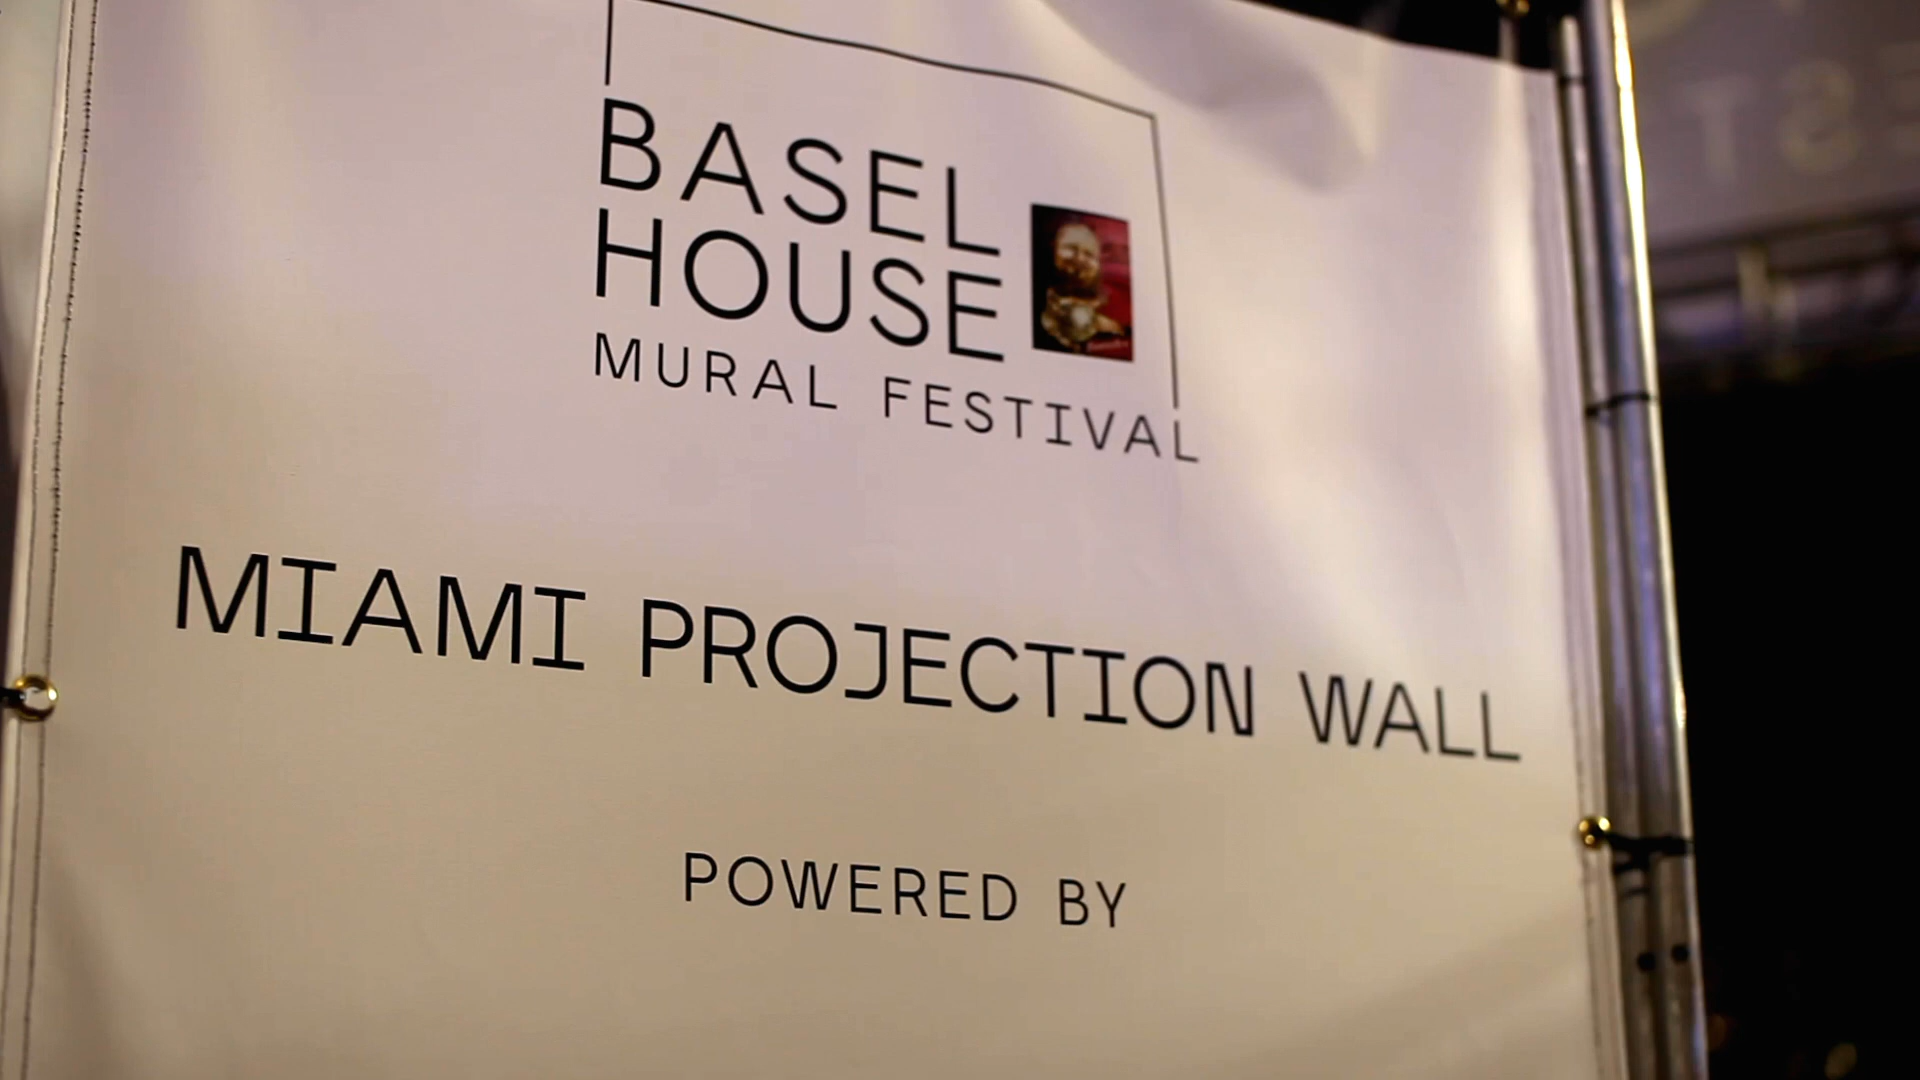 BASEL
HOUSE
MURAL FESTIVAL
MIAMI PROJECTION WALL
POWERED BY